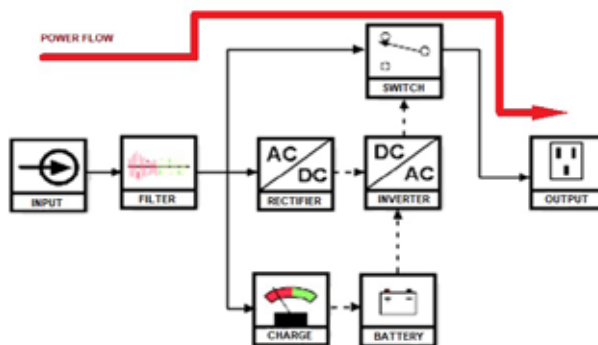 POWER FLOW
SWITCH
AC
DC
DC
AC
INPUT
FILTER
RECTIFIER
INVERTER
OUTPUT
CHARGE
BATTERY